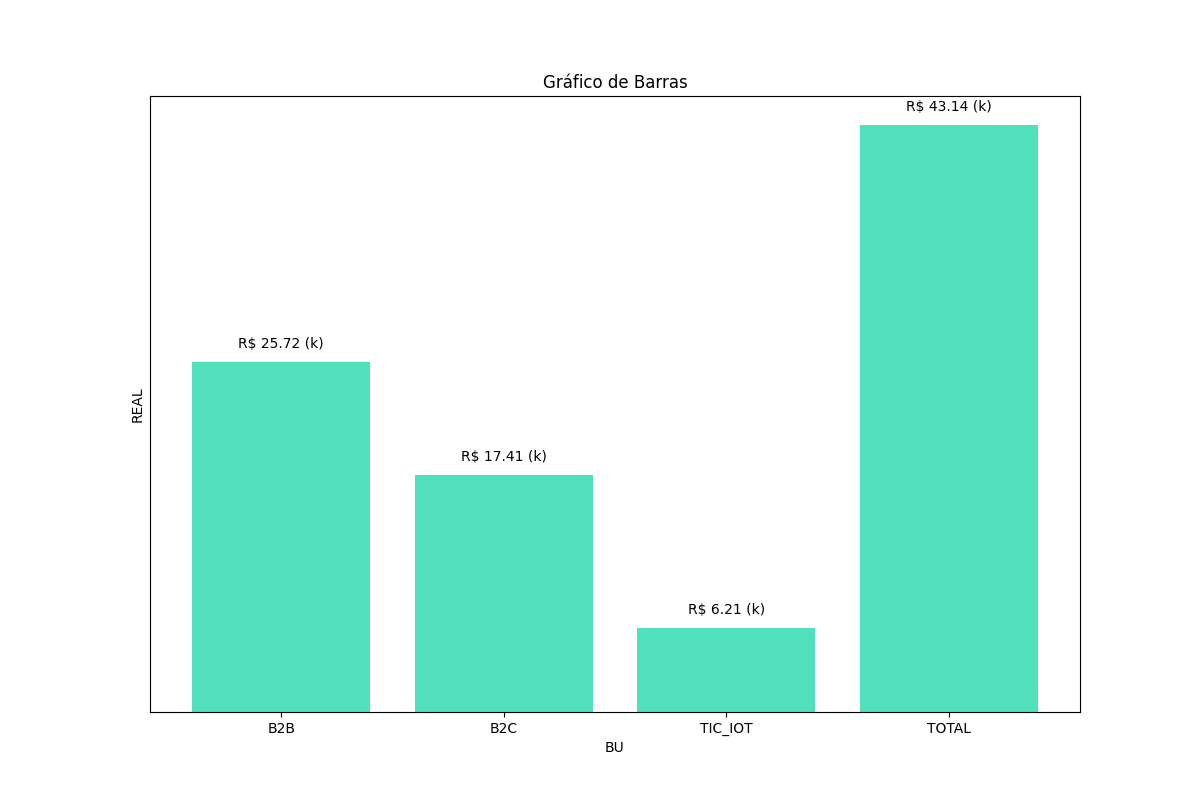 Gráfico de Barras
R$ 43.14 (k)
R$ 25.72 (k)
R$ 17.41 (k)
R$ 6.21 (k)
REAL
B2B
B2C
TIC_IOT
TOTAL
BU